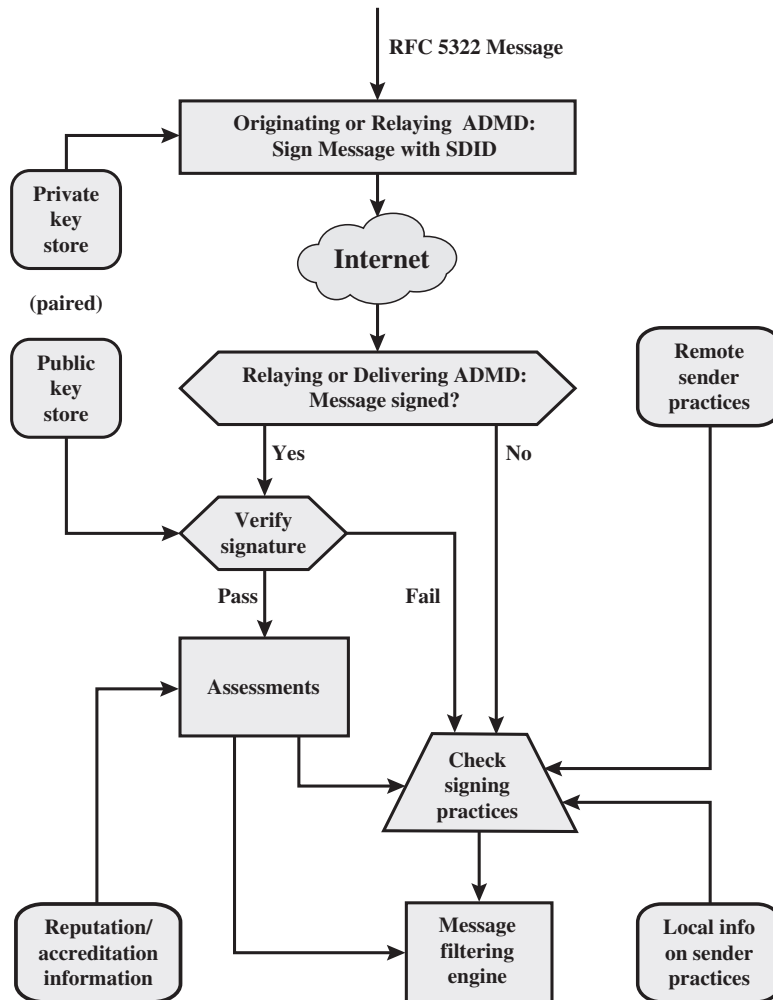 RFC 5322 Message
Originating or Relaying ADMD:
Sign Message with SDID
Private
key
store
Internet
(paired)
Public
key
store
Relaying or Delivering ADMD:
Message signed?
Remote
sender
practices
Yes
No
Verify
signature
Pass
Fail
Assessments
Check
signing
practices
Reputation/
accreditation
information
Message
filtering
engine
Local info
on sender
practices